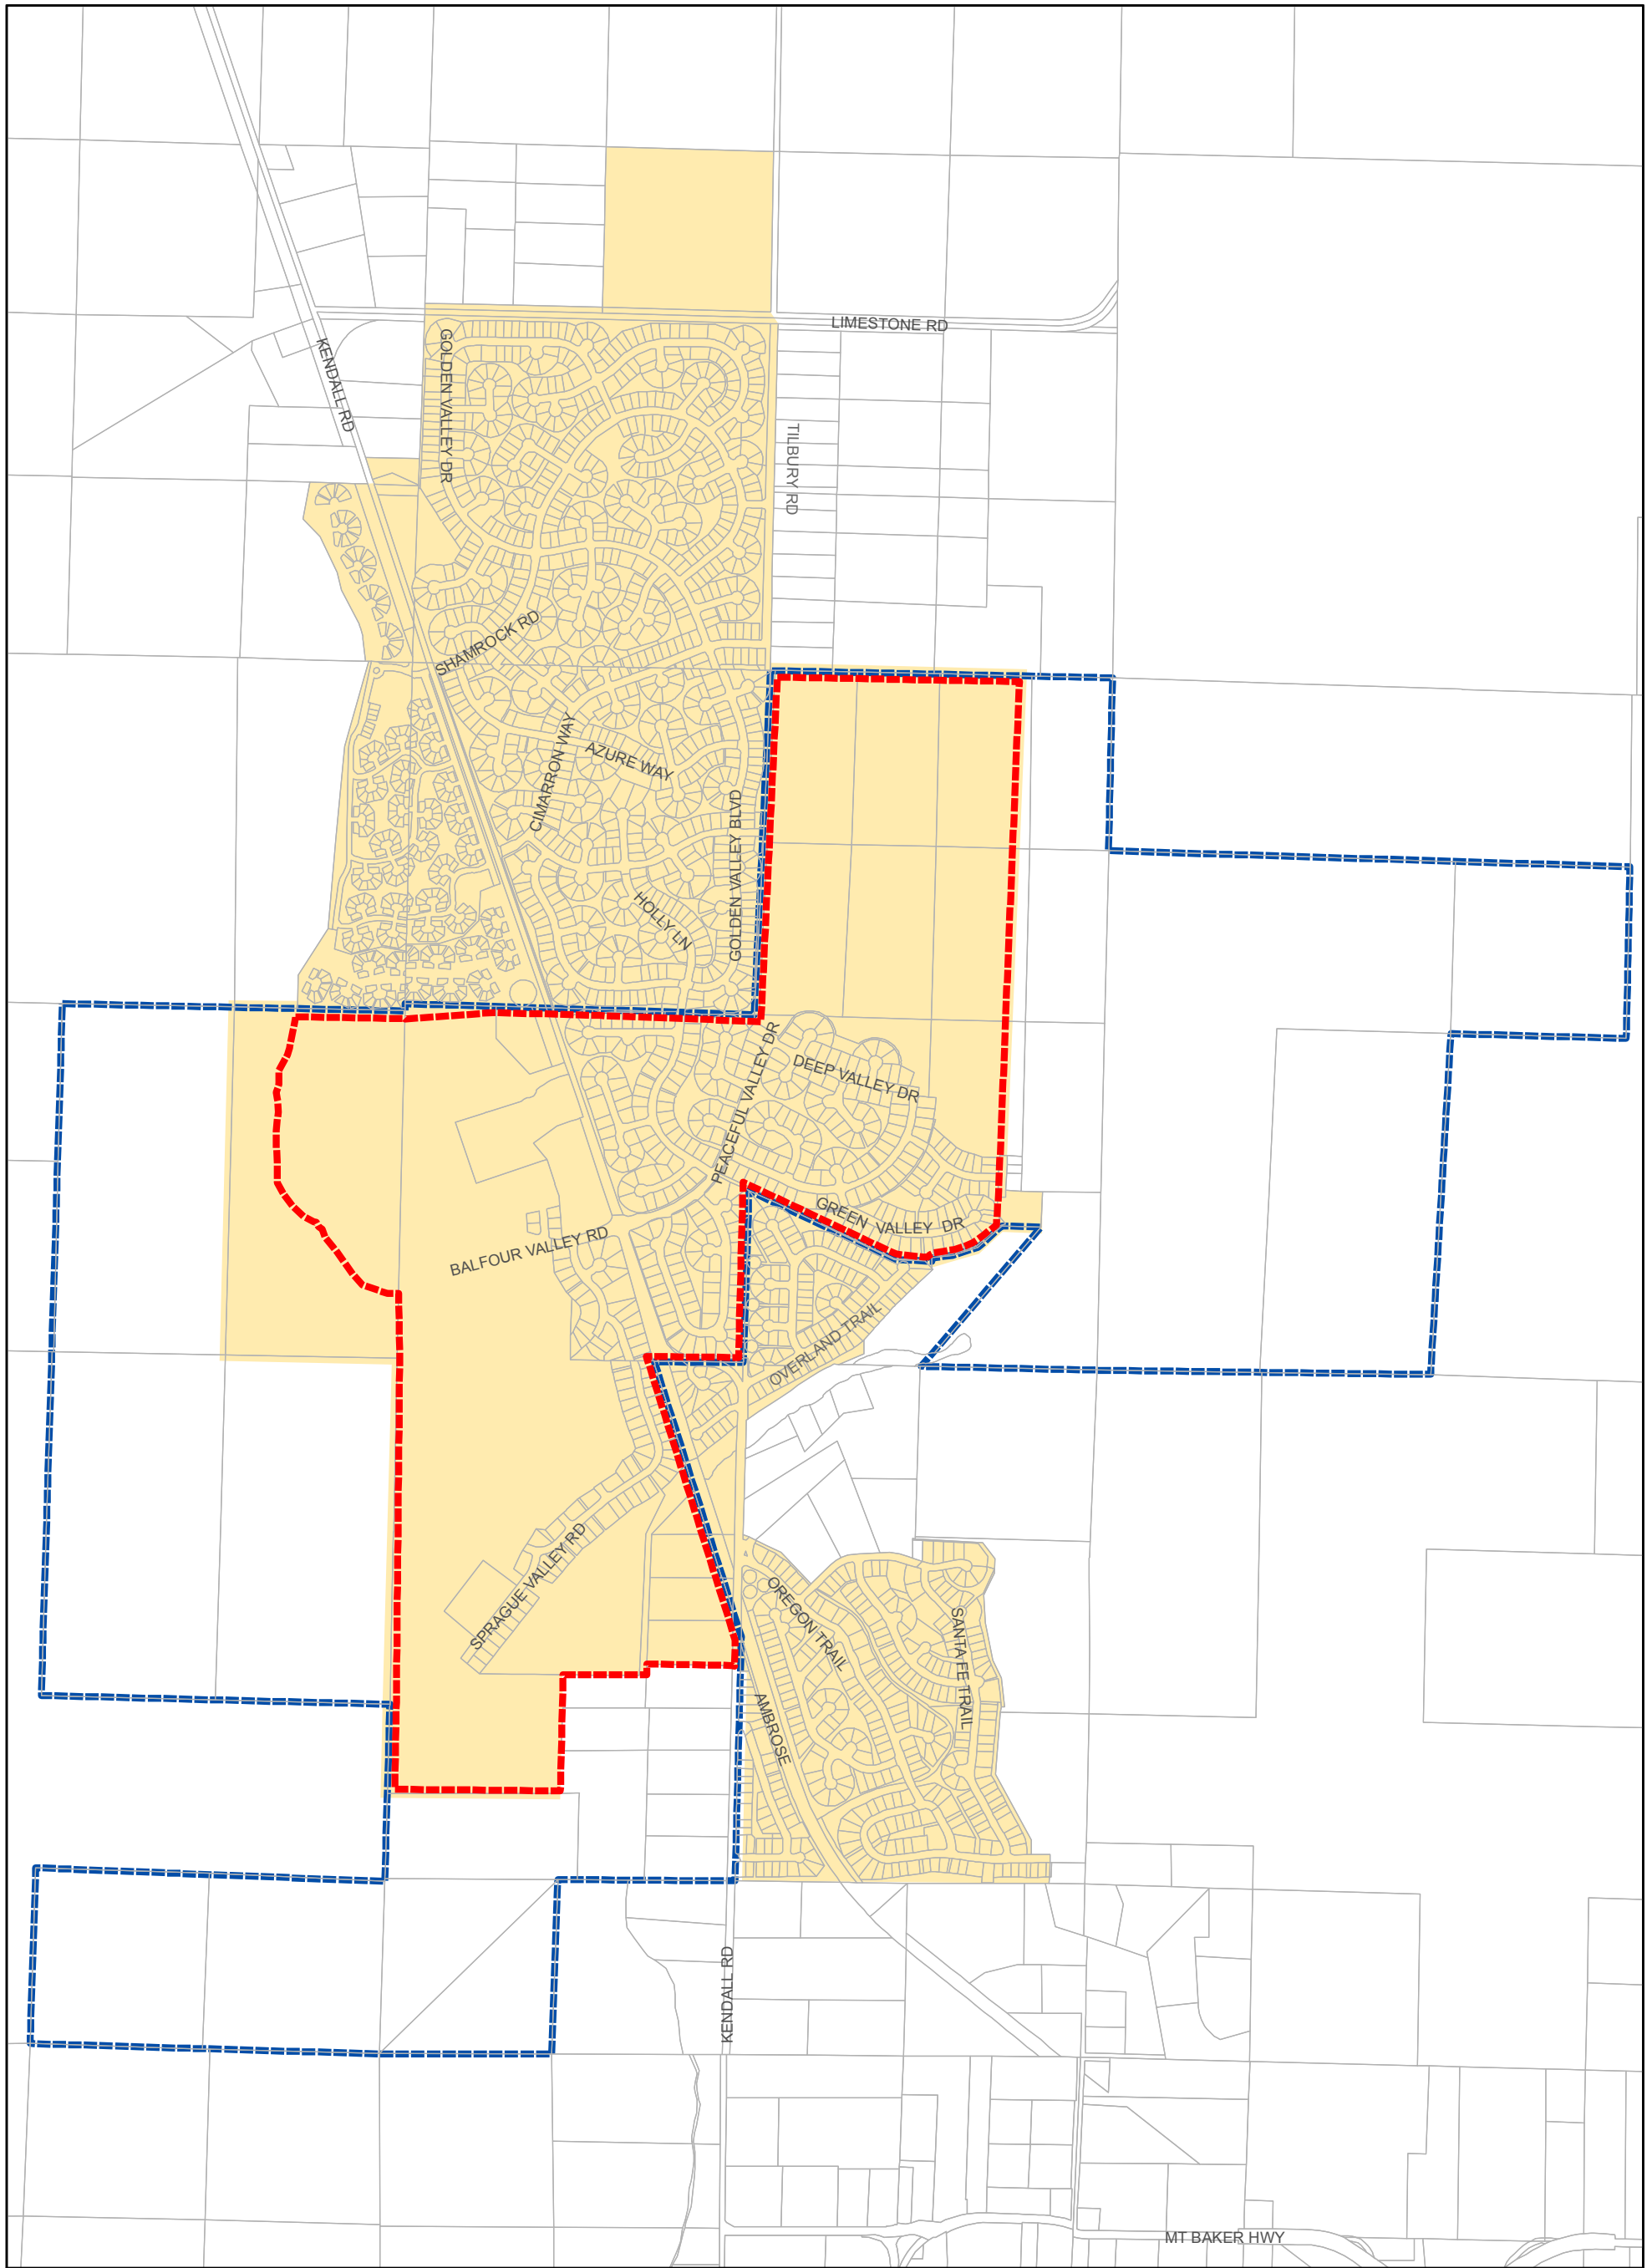 LIMESTONE RD
KENDALL RD
GOLDEN VALLEY DR
TILBURY RD
SHAMROCK RD
CIMARRON WAY
AZURE WAY
GOLDEN VALLEY BLVD
HOLLY LN
PEACEFUL VALLEY DR
DEEP VALLEY DR
GREEN VALLEY DR
BALFOUR VALLEY RD
OVERLAND TRAIL
SPRAGUE VALLEY RD
OREGON TRAIL
SANTA FE TRAIL
AMBROSE
KENDALL RD
MT BAKER HWY